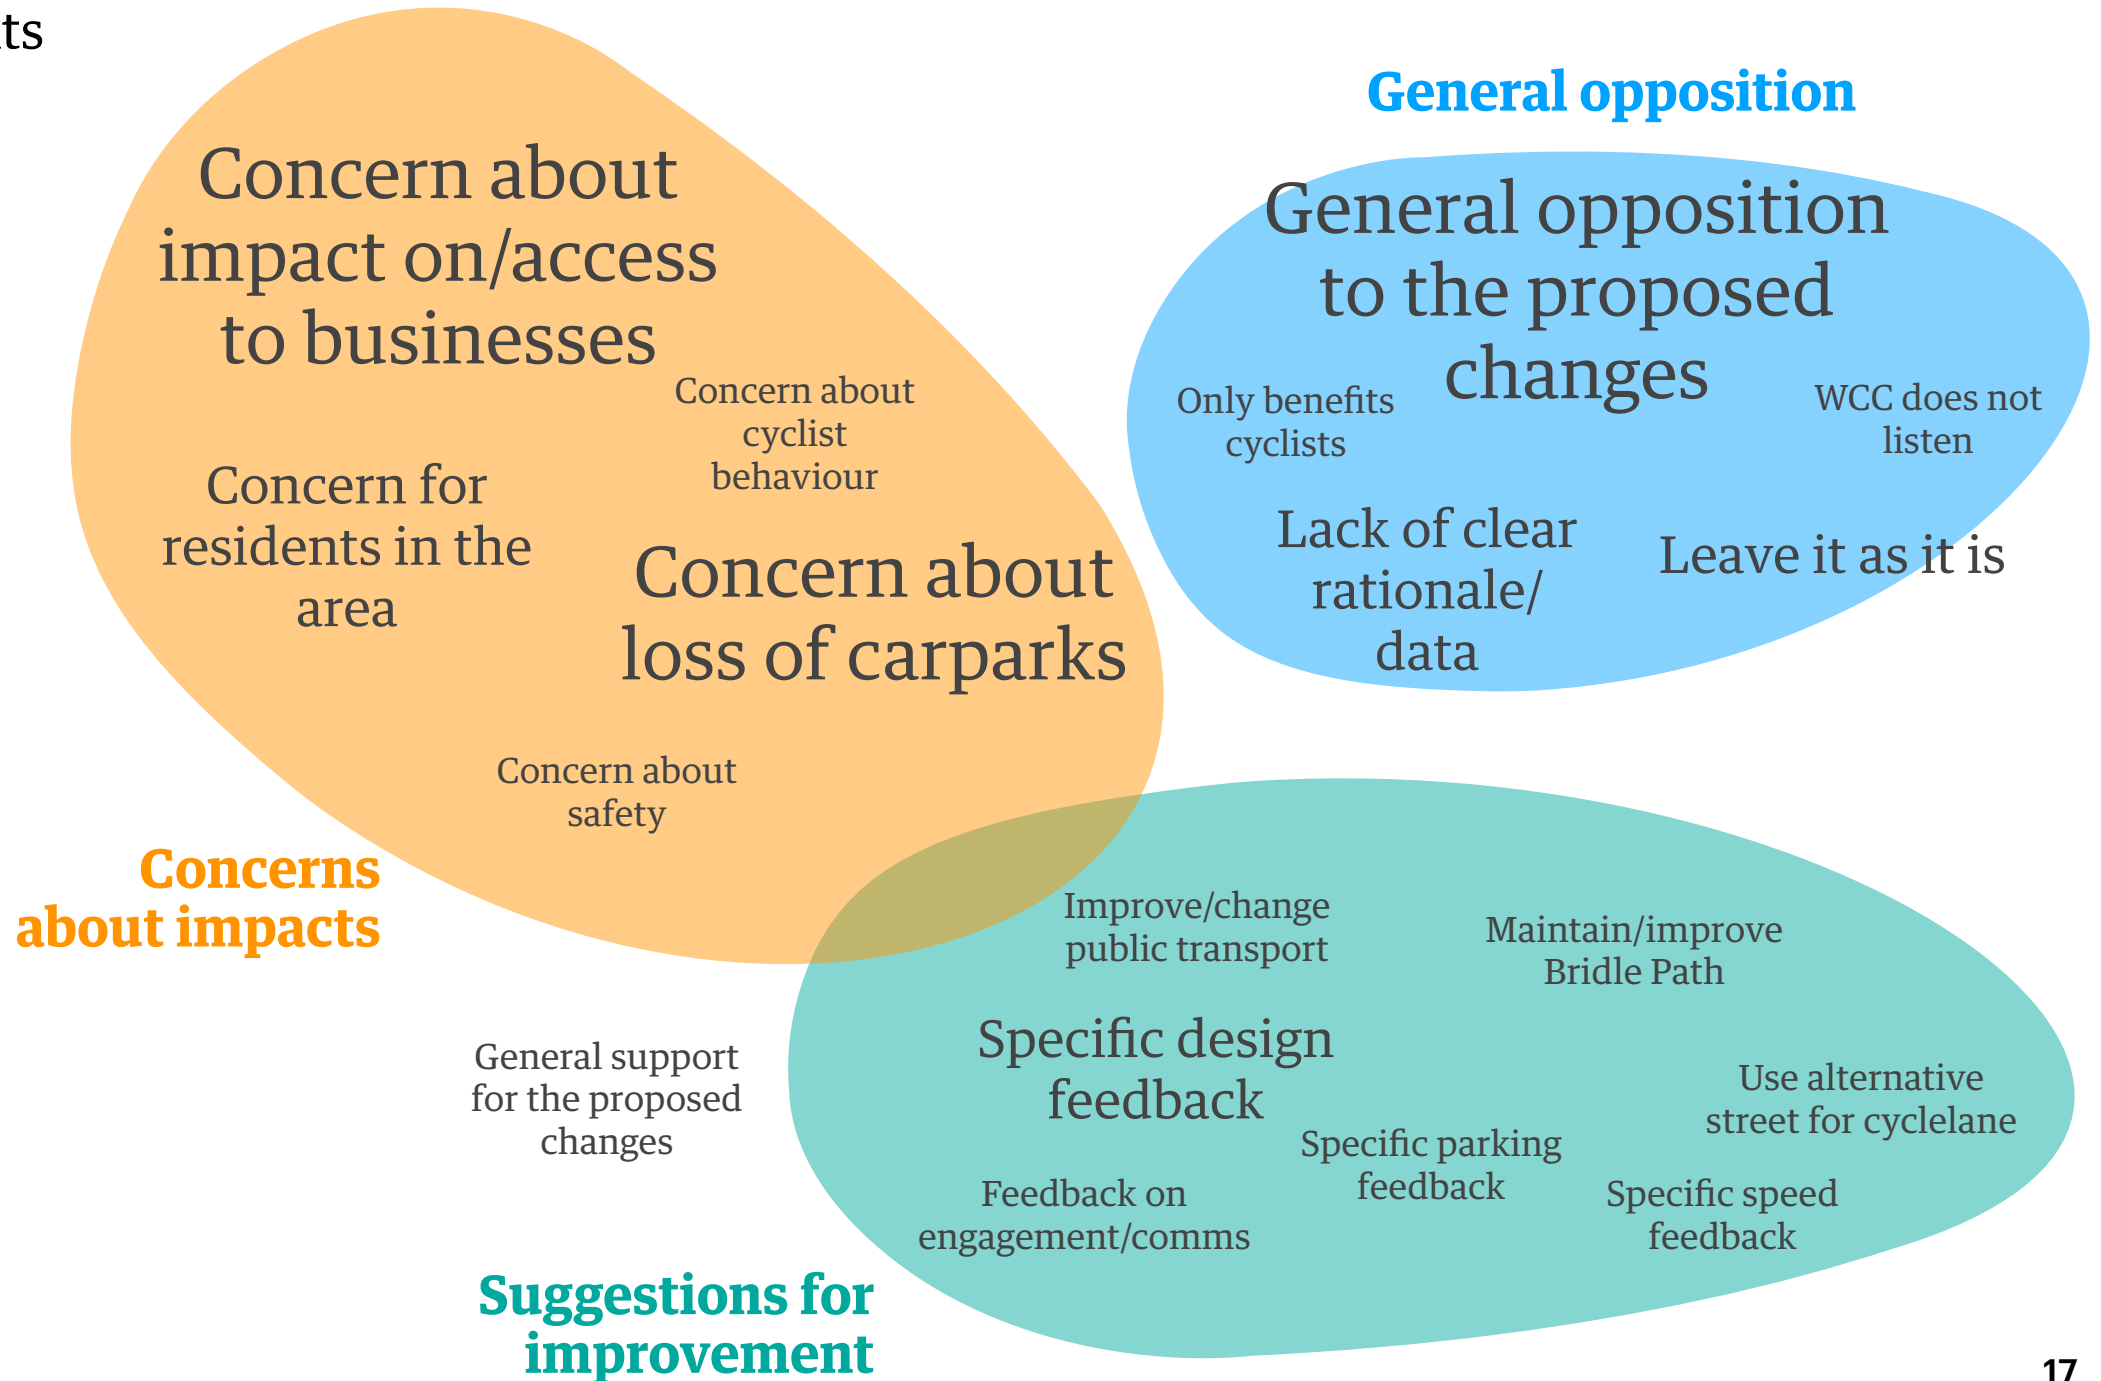 ts
Concern about
impact on/access
to businesses
Concern about
cyclist
behaviour
Concern for
residents in the
area
Concern about
loss of carparks
Concern about
safety
Concerns
about impacts
General opposition
General opposition
to the proposed
changes
Only benefits
cyclists
WCC does not
listen
Lack of clear
rationale/
data
Leave it as it is
Improve/change
public transport
Maintain/improve
Bridle Path
Specific design
feedback
Use alternative
street for cyclelane
Specific parking
feedback
Feedback on
engagement/comms
Specific speed
feedback
General support
for the proposed
changes
Suggestions for
improvement
17